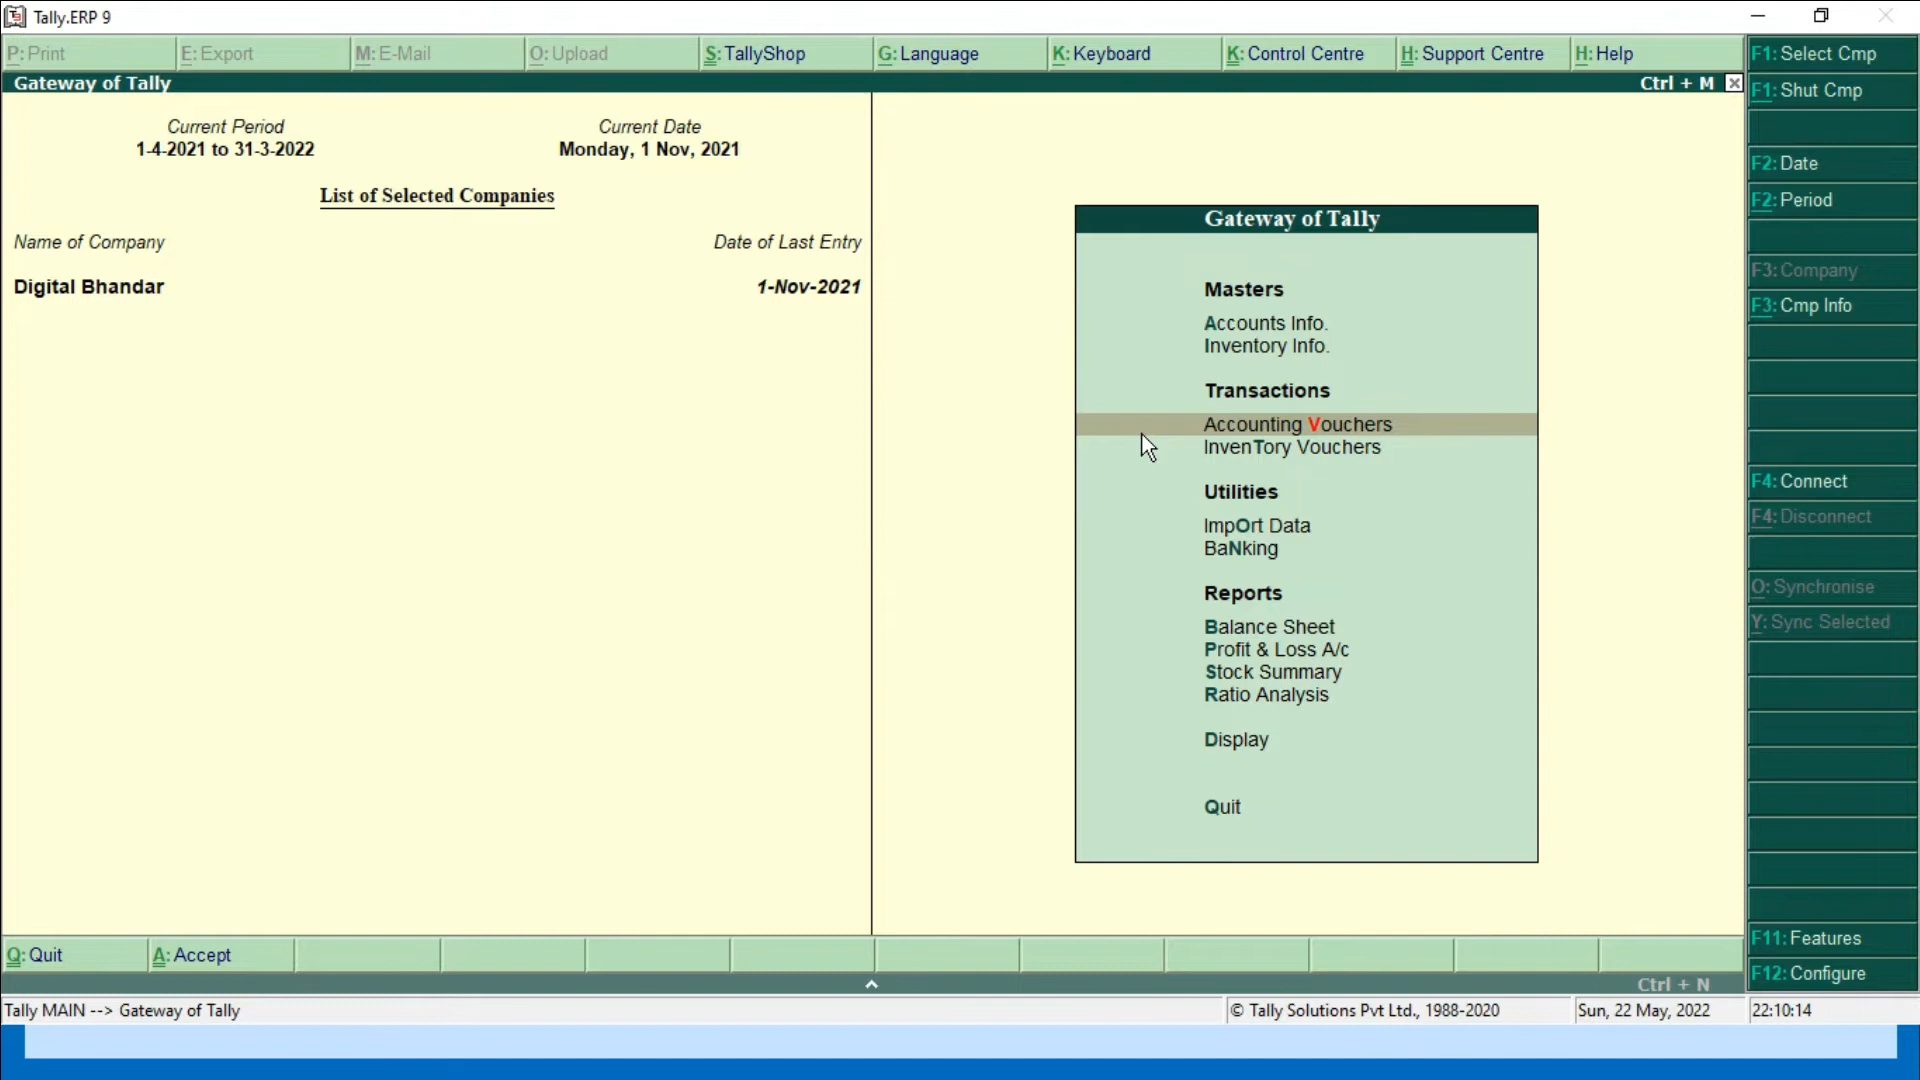 Tally.ERP 9
P: Print E: Export M: E-Mail O: Upload S: TallyShop G: Language K: Keyboard K: Control Centre H: Support Centre H: Help
Gateway of Tally Ctrl + M
Current Period Current Date
1-4-2021 to 31-3-2022 Monday, 1 Nov, 2021
List of Selected Companies
Name of Company Date of Last Entry
Digital Bhandar 1-Nov-2021
Gateway of Tally
Masters
Accounts Info.
Inventory Info.
Transactions
Accounting Vouchers
InvenTory Vouchers
Utilities
ImpOrt Data
BaNking
Reports
Balance Sheet
Profit & Loss A/c
Stock Summary
Ratio Analysis
Display
Quit
F1: Select Cmp
F1: Shut Cmp
F2: Date
F2: Period
F3: Company
F3: Cmp Info
F4: Connect
F4: Disconnect
O: Synchronise
Y: Sync Selected
F11: Features
F12: Configure
Q: Quit A: Accept
Ctrl + N
Tally MAIN --> Gateway of Tally © Tally Solutions Pvt Ltd., 1988-2020 Sun, 22 May, 2022 22:10:14